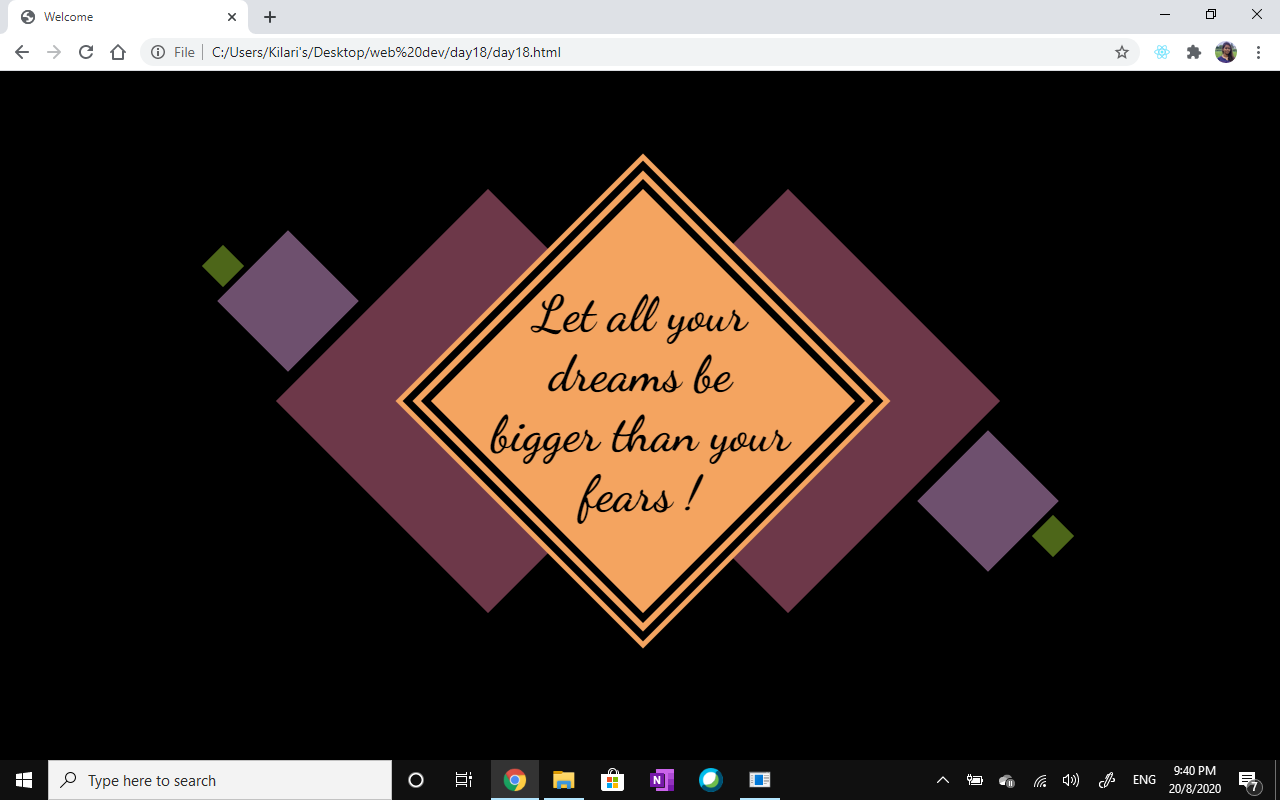 Welcome
File
C:/Users/Kilari's/Desktop/web%20dev/day18/day18.html
Let all your
dreams be
bigger than your
fears !
Type here to search
N
ENG
9:40 PM
20/8/2020
7